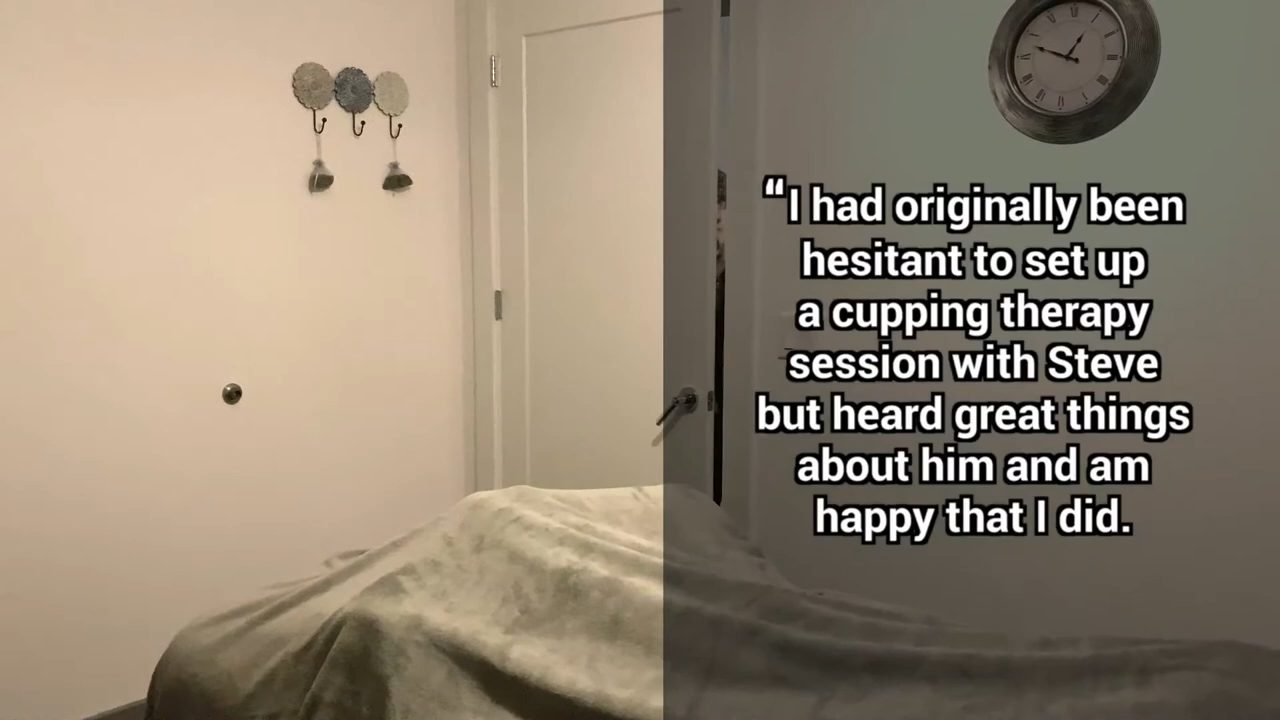 “I had originally been
hesitant to set up
a cupping therapy
session with Steve
but heard great things
about him and am
happy that I did.